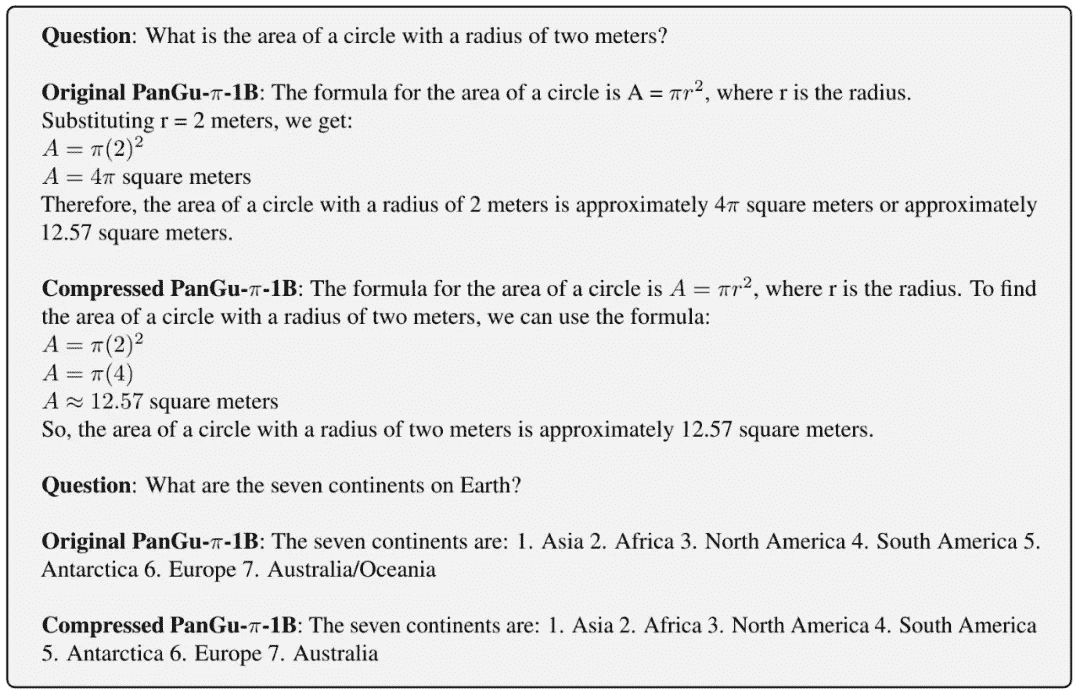 Question: What is the area of a circle with a radius of two meters?
Original PanGu-π-1B: The formula for the area of a circle is A = πr², where r is the radius.
Substituting r = 2 meters, we get:
A = π(2)²
A = 4π square meters
Therefore, the area of a circle with a radius of 2 meters is approximately 4π square meters or approximately
12.57 square meters.
Compressed PanGu-π-1B: The formula for the area of a circle is A = πr², where r is the radius. To find
the area of a circle with a radius of two meters, we can use the formula:
A = π(2)²
A = π(4)
A ≈ 12.57 square meters
So, the area of a circle with a radius of two meters is approximately 12.57 square meters.
Question: What are the seven continents on Earth?
Original PanGu-π-1B: The seven continents are: 1. Asia 2. Africa 3. North America 4. South America 5.
Antarctica 6. Europe 7. Australia/Oceania
Compressed PanGu-π-1B: The seven continents are: 1. Asia 2. Africa 3. North America 4. South America
5. Antarctica 6. Europe 7. Australia